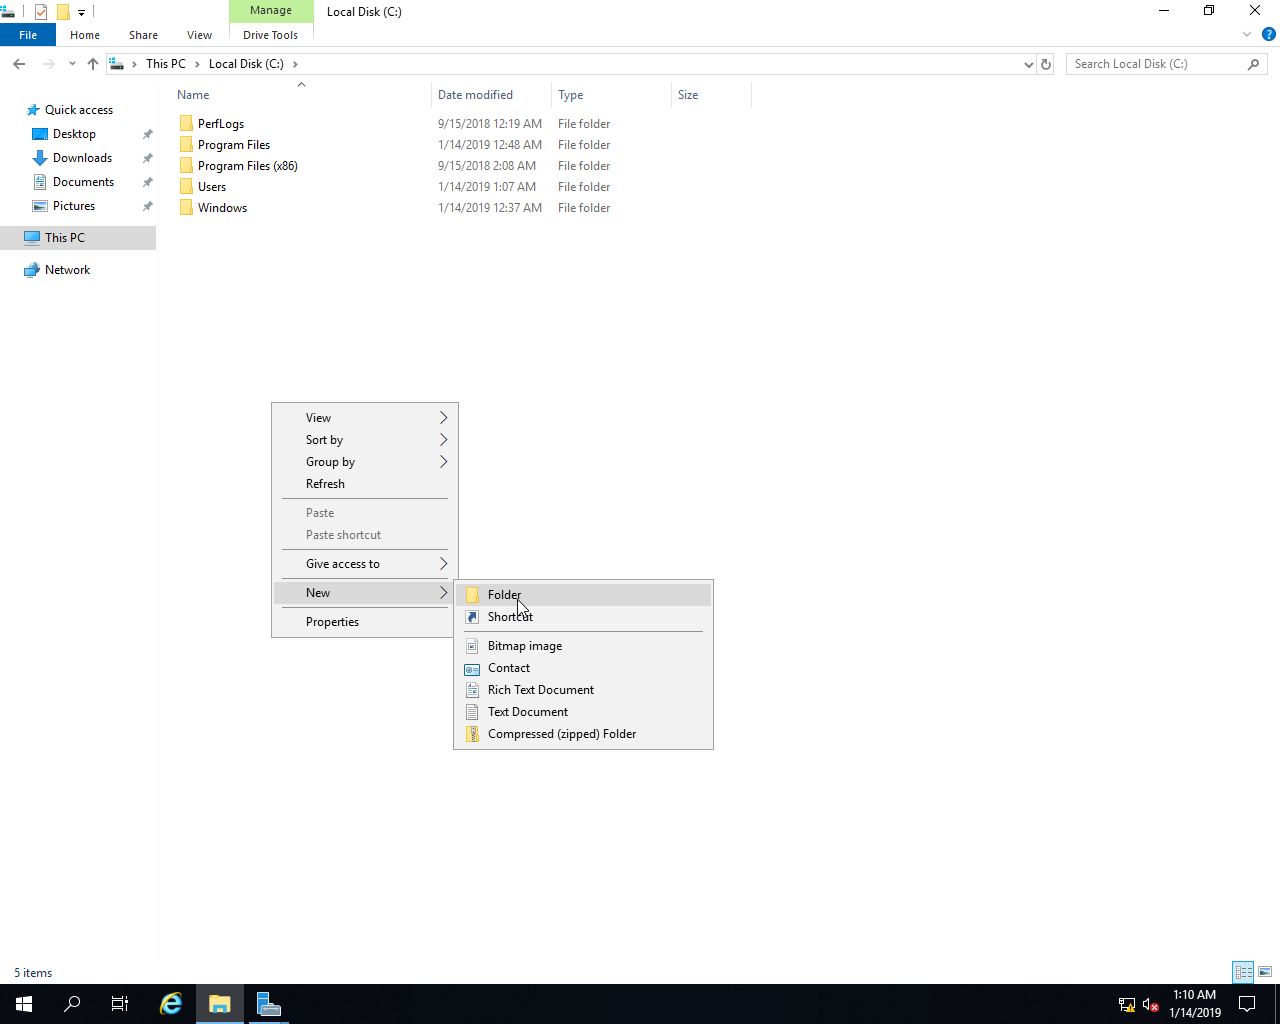 Manage
Local Disk (C:)
File
Home
Share
View
Drive Tools
This PC
Local Disk (C:)
Search Local Disk (C:)
Name
Date modified
Type
Size
Quick access
Desktop
Downloads
Documents
Pictures
This PC
Network
PerfLogs 9/15/2018 12:19 AM File folder
Program Files 1/14/2019 12:48 AM File folder
Program Files (x86) 9/15/2018 2:08 AM File folder
Users 1/14/2019 1:07 AM File folder
Windows 1/14/2019 12:37 AM File folder
View
Sort by
Group by
Refresh
Paste
Paste shortcut
Give access to
New
Properties
Folder
Shortcut
Bitmap image
Contact
Rich Text Document
Text Document
Compressed (zipped) Folder
5 items
1:10 AM
1/14/2019